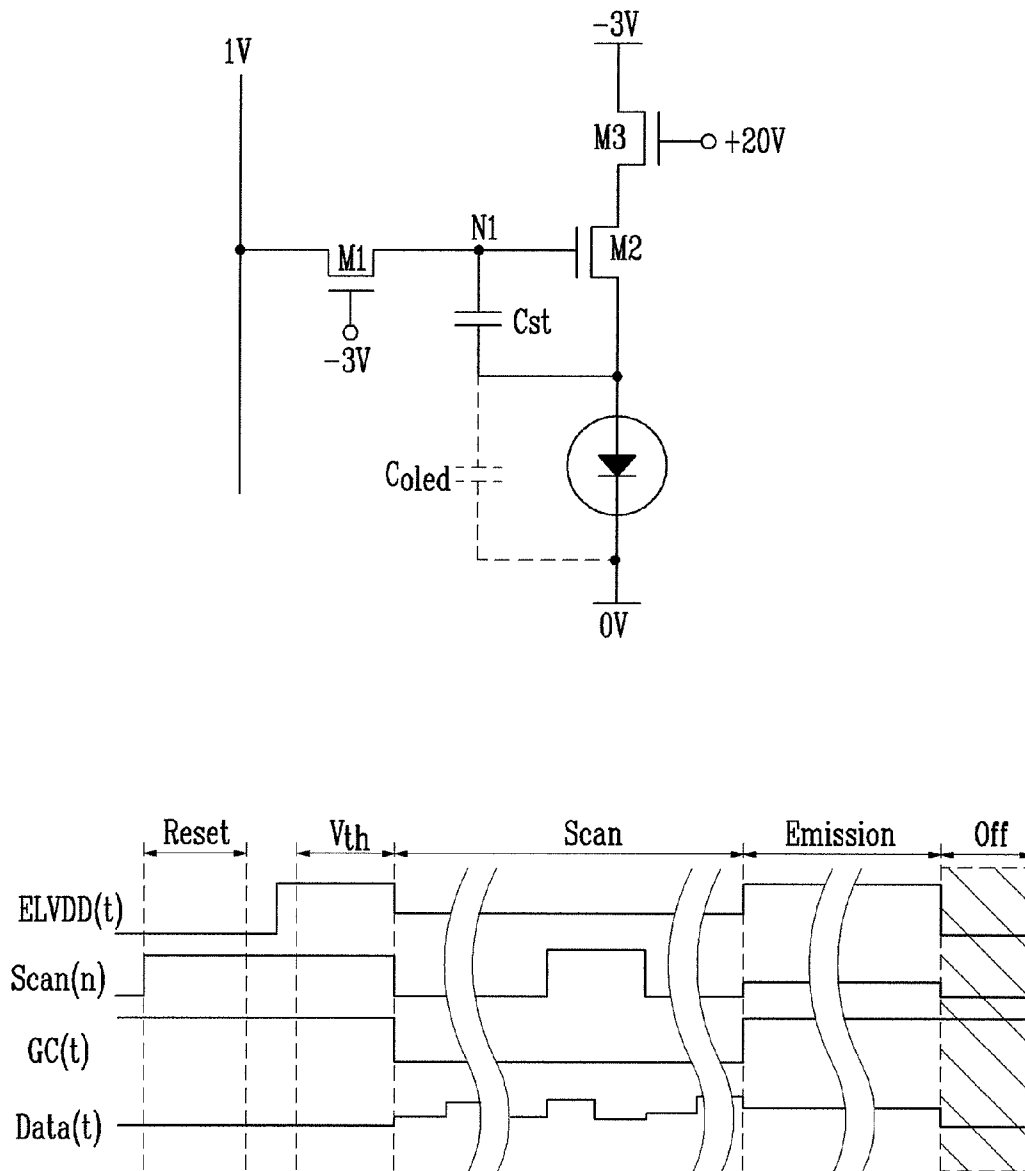 -3V
1V
M3
+20V
N1
M1
M2
Cst
-3V
Coled
0V
Reset
Vth
Scan
Emission
Off
ELVDD(t)
Scan(n)
GC(t)
Data(t)